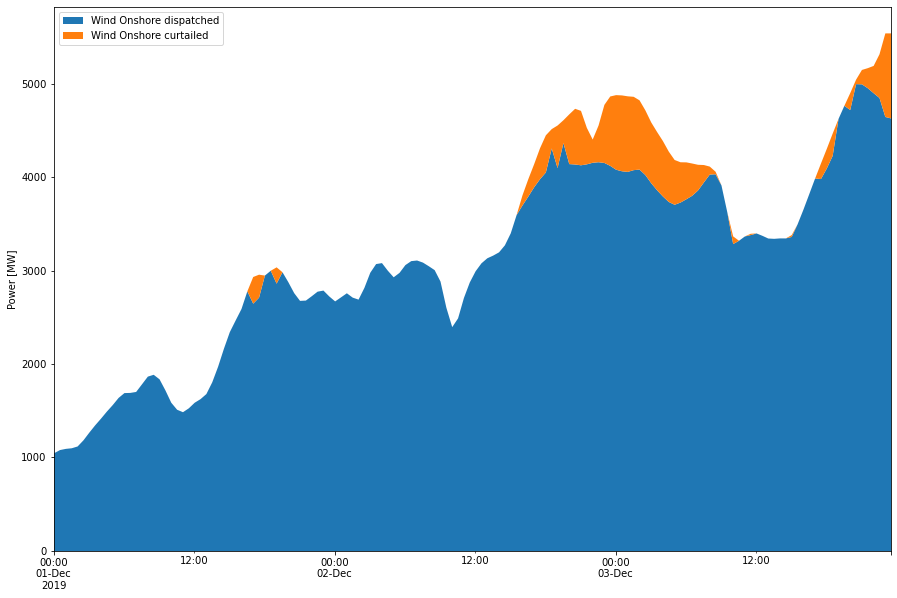 Wind Onshore dispatched
Wind Onshore curtailed
5000
4000
3000
2000
1000
0
Power [MW]
00:00
01-Dec
2019
12:00
00:00
02-Dec
12:00
00:00
03-Dec
12:00